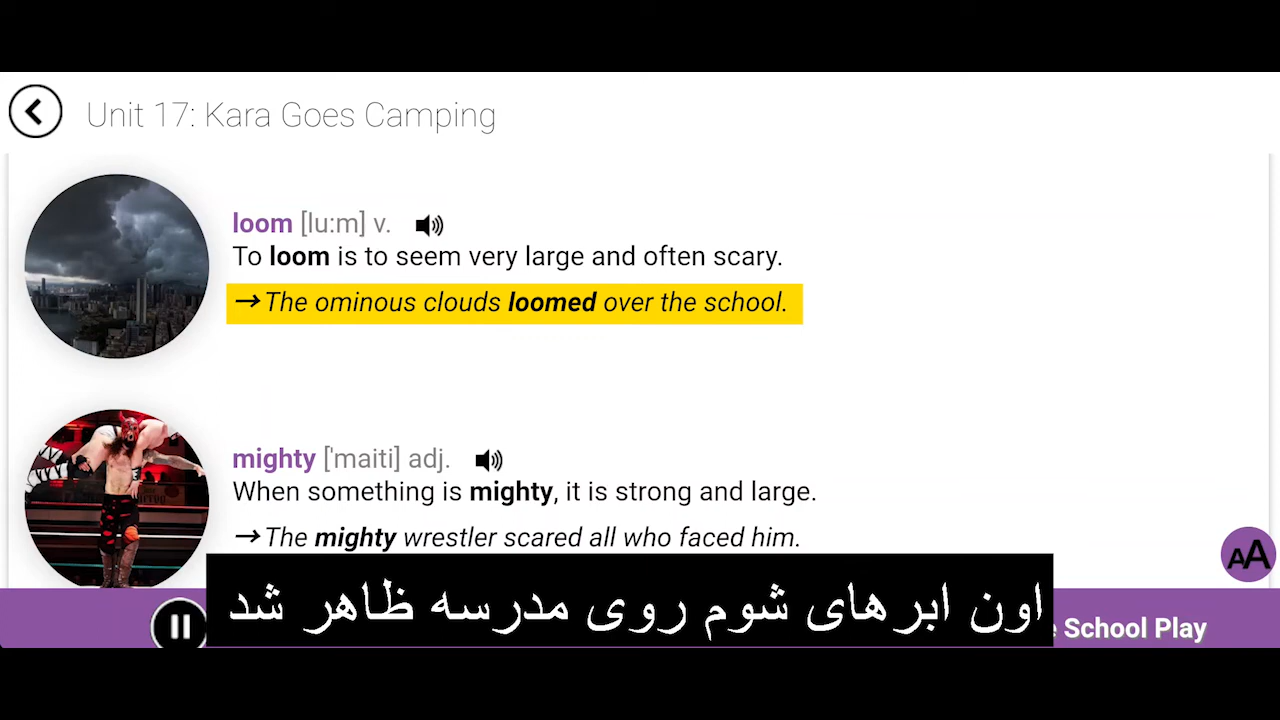 Unit 17: Kara Goes Camping
loom [lu:m] v.
To loom is to seem very large and often scary.
→ The ominous clouds loomed over the school.
mighty ['maiti] adj.
When something is mighty, it is strong and large.
→ The mighty wrestler scared all who faced him.
AA
اون ابرهای شوم روی مدرسه ظاهر شد
School Play